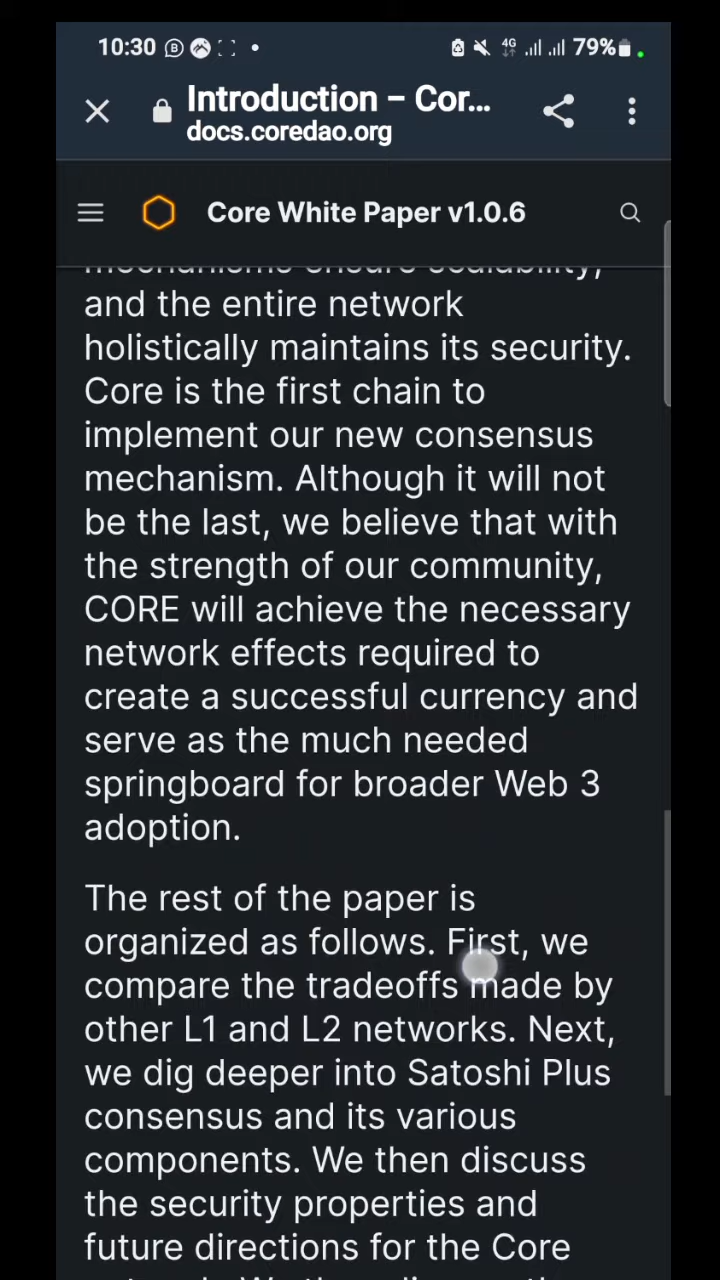 10:30
4G
79%
Introduction – Cor...
docs.coredao.org
Core White Paper v1.0.6
mechanisms ensure scalability,
and the entire network
holistically maintains its security.
Core is the first chain to
implement our new consensus
mechanism. Although it will not
be the last, we believe that with
the strength of our community,
CORE will achieve the necessary
network effects required to
create a successful currency and
serve as the much needed
springboard for broader Web 3
adoption.
The rest of the paper is
organized as follows. First, we
compare the tradeoffs made by
other L1 and L2 networks. Next,
we dig deeper into Satoshi Plus
consensus and its various
components. We then discuss
the security properties and
future directions for the Core